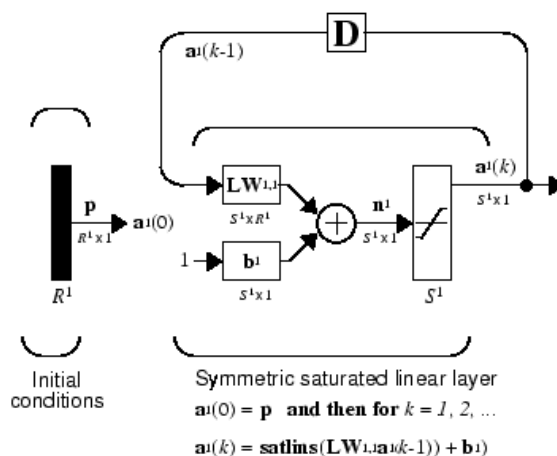 D
a¹(k-1)
a¹(k)
LW¹,¹
p
n¹
S¹x1
R¹x1
a¹(0)
S¹xR¹
S¹x1
1
b¹
R¹
S¹x1
S¹
Initial
conditions
Symmetric saturated linear layer
a¹(0) = p and then for k = 1, 2, ...
a¹(k) = satlins(LW¹,¹a¹(k-1)) + b¹)